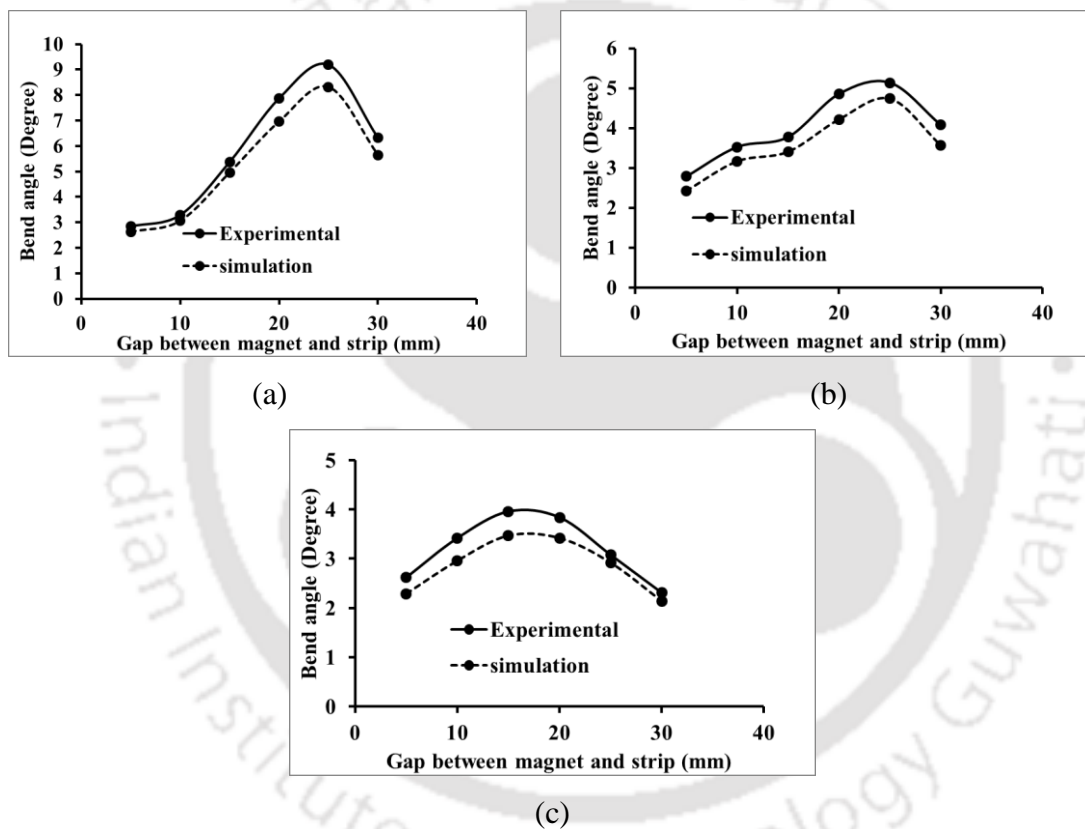 10
9
8
7
6
5
4
3
2
1
0
Bend angle (Degree)
Experimental
simulation
0 10 20 30 40
Gap between magnet and strip (mm)
(a)
6
5
4
3
2
1
0
Bend angle (Degree)
Experimental
simulation
0 10 20 30 40
Gap between magnet and strip (mm)
(b)
5
4
3
2
1
0
Bend angle (Degree)
Experimental
simulation
0 10 20 30 40
Gap between magnet and strip (mm)
(c)
Indian Institute ology Guwahati